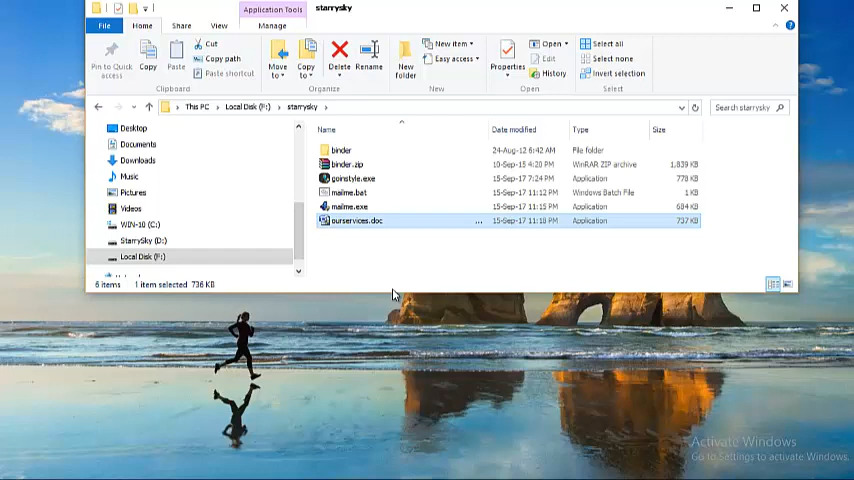 Application Tools
starrysky
File
Home
Share
View
Manage
Pin to Quick access
Copy
Paste
Cut
Copy path
Paste shortcut
Clipboard
Move to
Copy to
Delete
Rename
Organize
New folder
New item
Easy access
New
Properties
Open
Edit
History
Open
Select all
Select none
Invert selection
Select
This PC
Local Disk (F:)
starrysky
Search starrysky
Desktop
Documents
Downloads
Music
Pictures
Videos
WIN-10 (C:)
StarrySky (D:)
Local Disk (F:)
Name Date modified Type Size
binder 24-Aug-12 6:42 AM File folder
binder.zip 10-Sep-15 4:20 PM WinRAR ZIP archive 1,839 KB
goinstyle.exe 15-Sep-17 7:24 PM Application 778 KB
mailme.bat 15-Sep-17 11:12 PM Windows Batch File 1 KB
mailme.exe 15-Sep-17 11:15 PM Application 684 KB
ourservices.doc ... 15-Sep-17 11:18 PM Application 737 KB
6 items 1 item selected 736 KB
Activate Windows
Go to Settings to activate Windows.